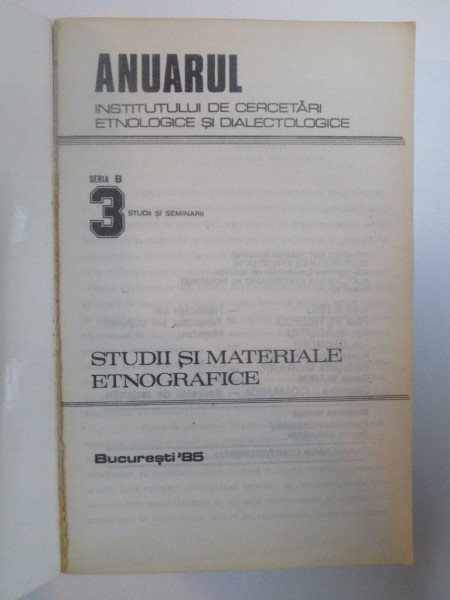 ANUARUL
INSTITUTULUI DE CERCETĂRI
ETNOLOGICE ȘI DIALECTOLOGICE
SERIA B
3 STUDII ȘI SEMINARII
STUDII ȘI MATERIALE
ETNOGRAFICE
București '85